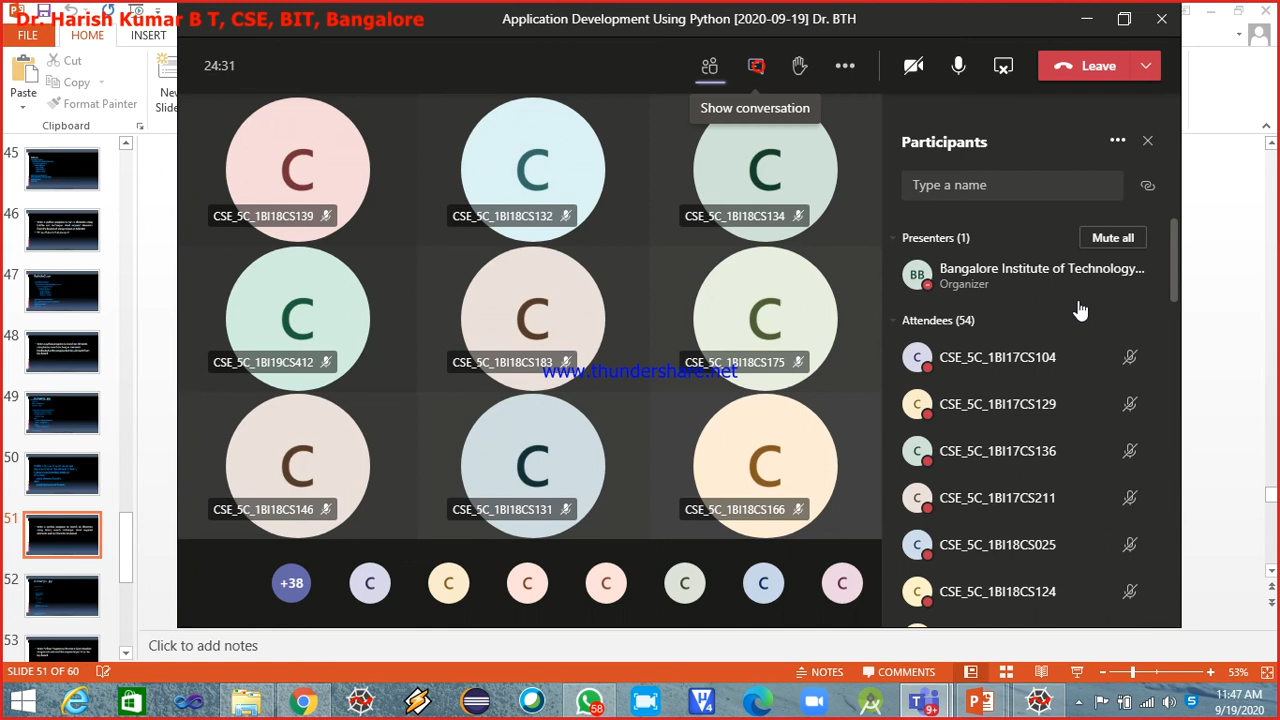 Dr. Harish Kumar B T, CSE, BIT, Bangalore
Application Development Using Python [2020-09-19] Dr. BTH
FILE
HOME
INSERT
Cut
Copy
Format Painter
Paste
New
Slide
Clipboard
24:31
Leave
Show conversation
C
CSE_5C_1BI18CS139
C
CSE_5C_1BI18CS132
C
CSE_5C_1BI18CS134
C
CSE_5C_1BI19CS412
C
CSE_5C_1BI18CS183
C
CSE_5C_1BI18CS175
www.thundershare.net
C
CSE_5C_1BI18CS146
C
CSE_5C_1BI18CS131
C
CSE_5C_1BI18CS166
+38
C
C
C
C
C
C
C
Participants
Type a name
Presenters (1)
Mute all
BB
Bangalore Institute of Technology...
Organizer
Attendees (54)
C
CSE_5C_1BI17CS104
C
CSE_5C_1BI17CS129
C
CSE_5C_1BI17CS136
C
CSE_5C_1BI17CS211
C
CSE_5C_1BI18CS025
C
CSE_5C_1BI18CS124
45
46
47
48
49
50
51
52
53
Click to add notes
SLIDE 51 OF 60
NOTES
COMMENTS
53%
58
9+
11:47 AM
9/19/2020